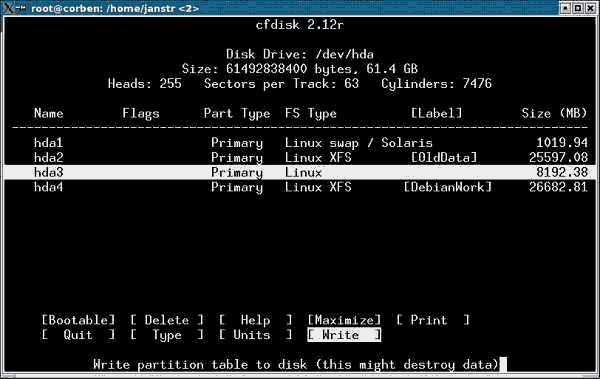 root@corben: /home/janstr <2>
cfdisk 2.12r
Disk Drive: /dev/hda
Size: 61492838400 bytes, 61.4 GB
Heads: 255   Sectors per Track: 63   Cylinders: 7476
Name   Flags   Part Type   FS Type   [Label]   Size (MB)
------------------------------------------------------------------------------
hda1   Primary   Linux swap / Solaris   1019.94
hda2   Primary   Linux XFS   [OldData]   25597.08
hda3   Primary   Linux   8192.38
hda4   Primary   Linux XFS   [DebianWork]   26682.81
[Bootable]  [ Delete ]  [  Help  ]  [Maximize]  [ Print  ]
[  Quit  ]  [  Type  ]  [ Units  ]  [ Write  ]
Write partition table to disk (this might destroy data)